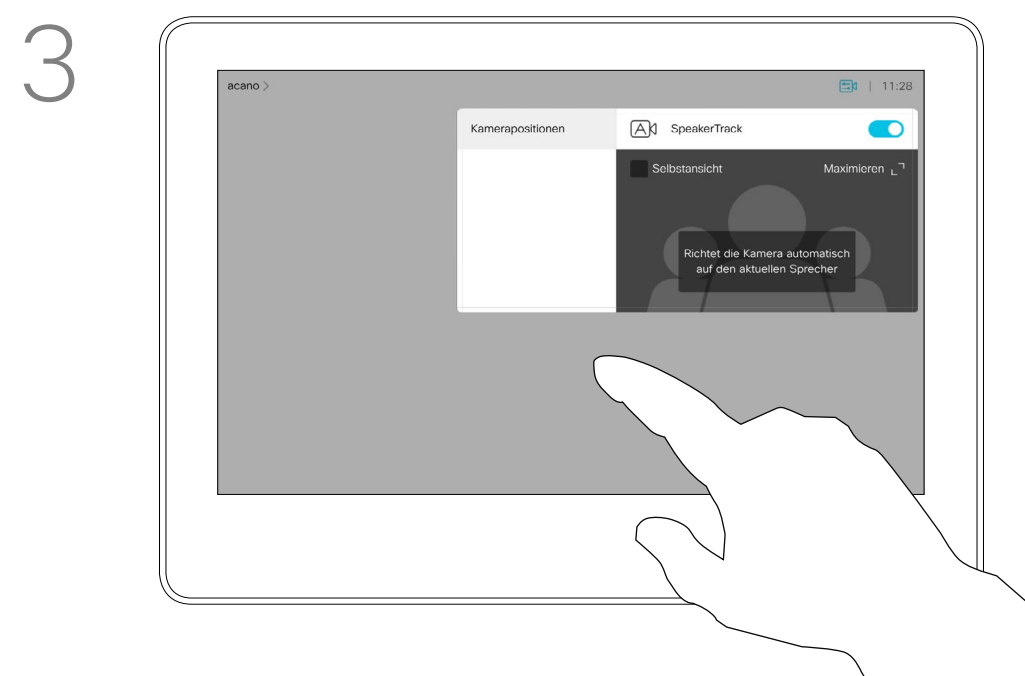 3
acano >
| 11:28
Kamerapositionen
A SpeakerTrack
Selbstansicht
Maximieren
Richtet die Kamera automatisch
auf den aktuellen Sprecher